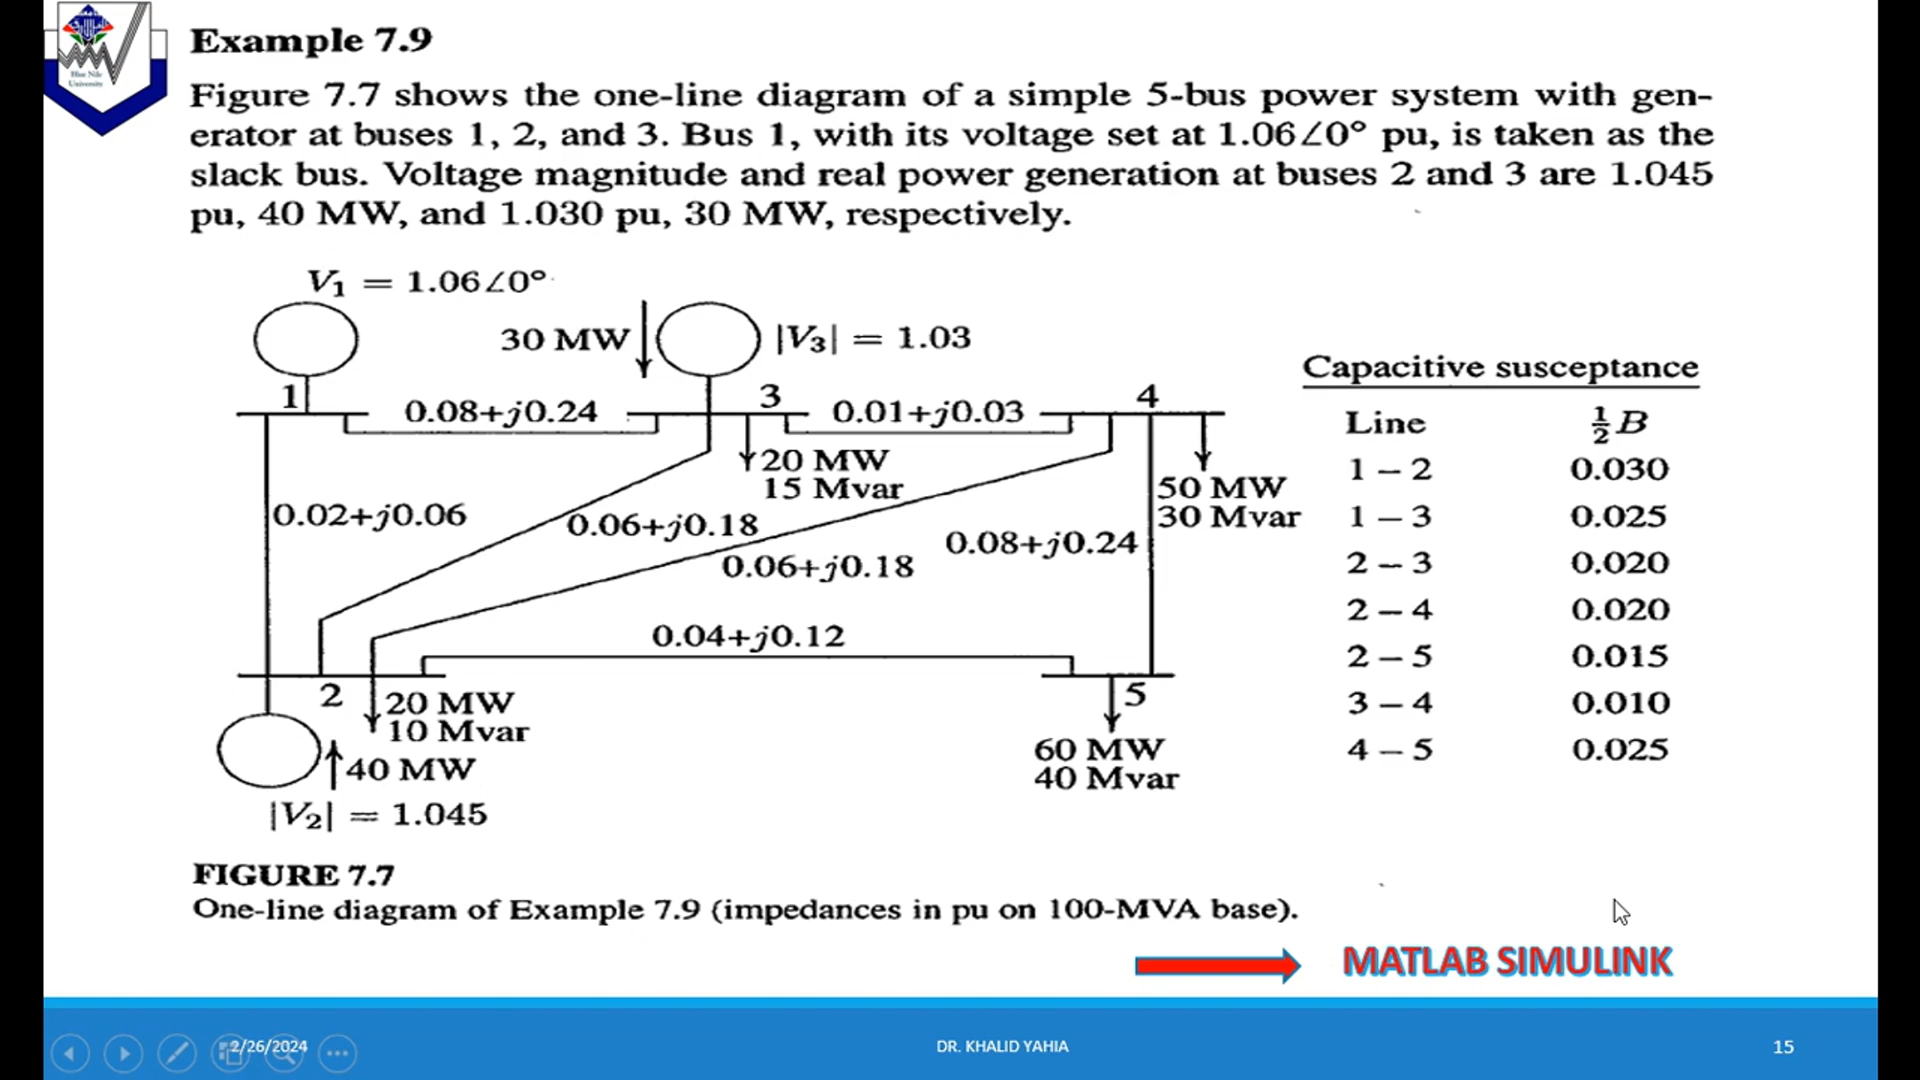 Blue Nile
University
Example 7.9
Figure 7.7 shows the one-line diagram of a simple 5-bus power system with gen-
erator at buses 1, 2, and 3. Bus 1, with its voltage set at 1.06∠0° pu, is taken as the
slack bus. Voltage magnitude and real power generation at buses 2 and 3 are 1.045
pu, 40 MW, and 1.030 pu, 30 MW, respectively.
V₁ = 1.06∠0°
30 MW
|V₃| = 1.03
1
0.08+j0.24
3
0.01+j0.03
4
20 MW
15 Mvar
50 MW
30 Mvar
0.02+j0.06
0.06+j0.18
0.06+j0.18
0.08+j0.24
0.04+j0.12
2
20 MW
10 Mvar
5
40 MW
60 MW
40 Mvar
|V₂| = 1.045
Capacitive susceptance
Line ½B
1 – 2 0.030
1 – 3 0.025
2 – 3 0.020
2 – 4 0.020
2 – 5 0.015
3 – 4 0.010
4 – 5 0.025
FIGURE 7.7
One-line diagram of Example 7.9 (impedances in pu on 100-MVA base).
MATLAB SIMULINK
2/26/2024
DR. KHALID YAHIA
15